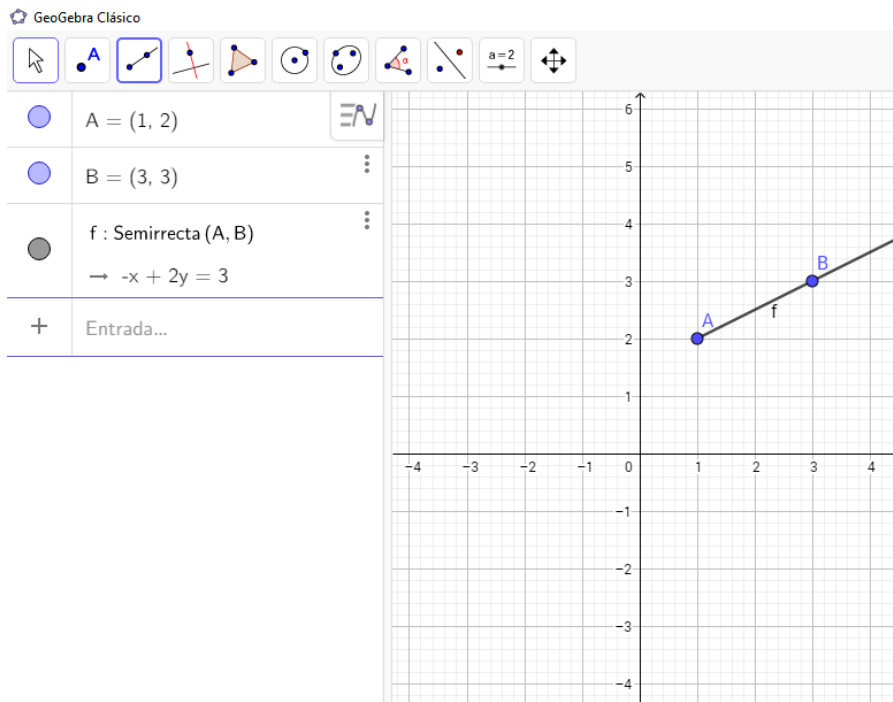 GeoGebra Clásico
A
α
a=2
A = (1, 2)
B = (3, 3)
f : Semirrecta (A, B)
→ -x + 2y = 3
+ Entrada...
6
5
4
3
2
1
−4 −3 −2 −1 0 1 2 3 4
−1
−2
−3
−4
A
B
f